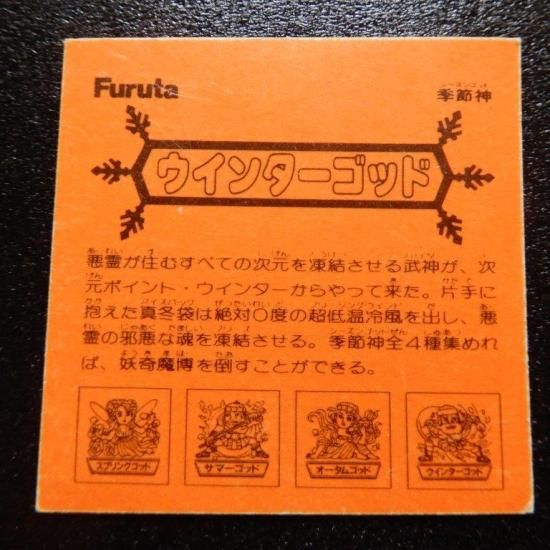 Furuta
シーズンゴッド
季節神
ウインターゴッド
悪霊が住むすべての次元を凍結させる武神が、次
元ポイント・ウインターからやって来た。片手に
抱えた真冬袋は絶対0度の超低温冷風を出し、悪
霊の邪悪な魂を凍結させる。季節神全4種集めれ
ば、妖奇魔博を倒すことができる。
スプリングゴッド
サマーゴッド
オータムゴッド
ウインターゴッド